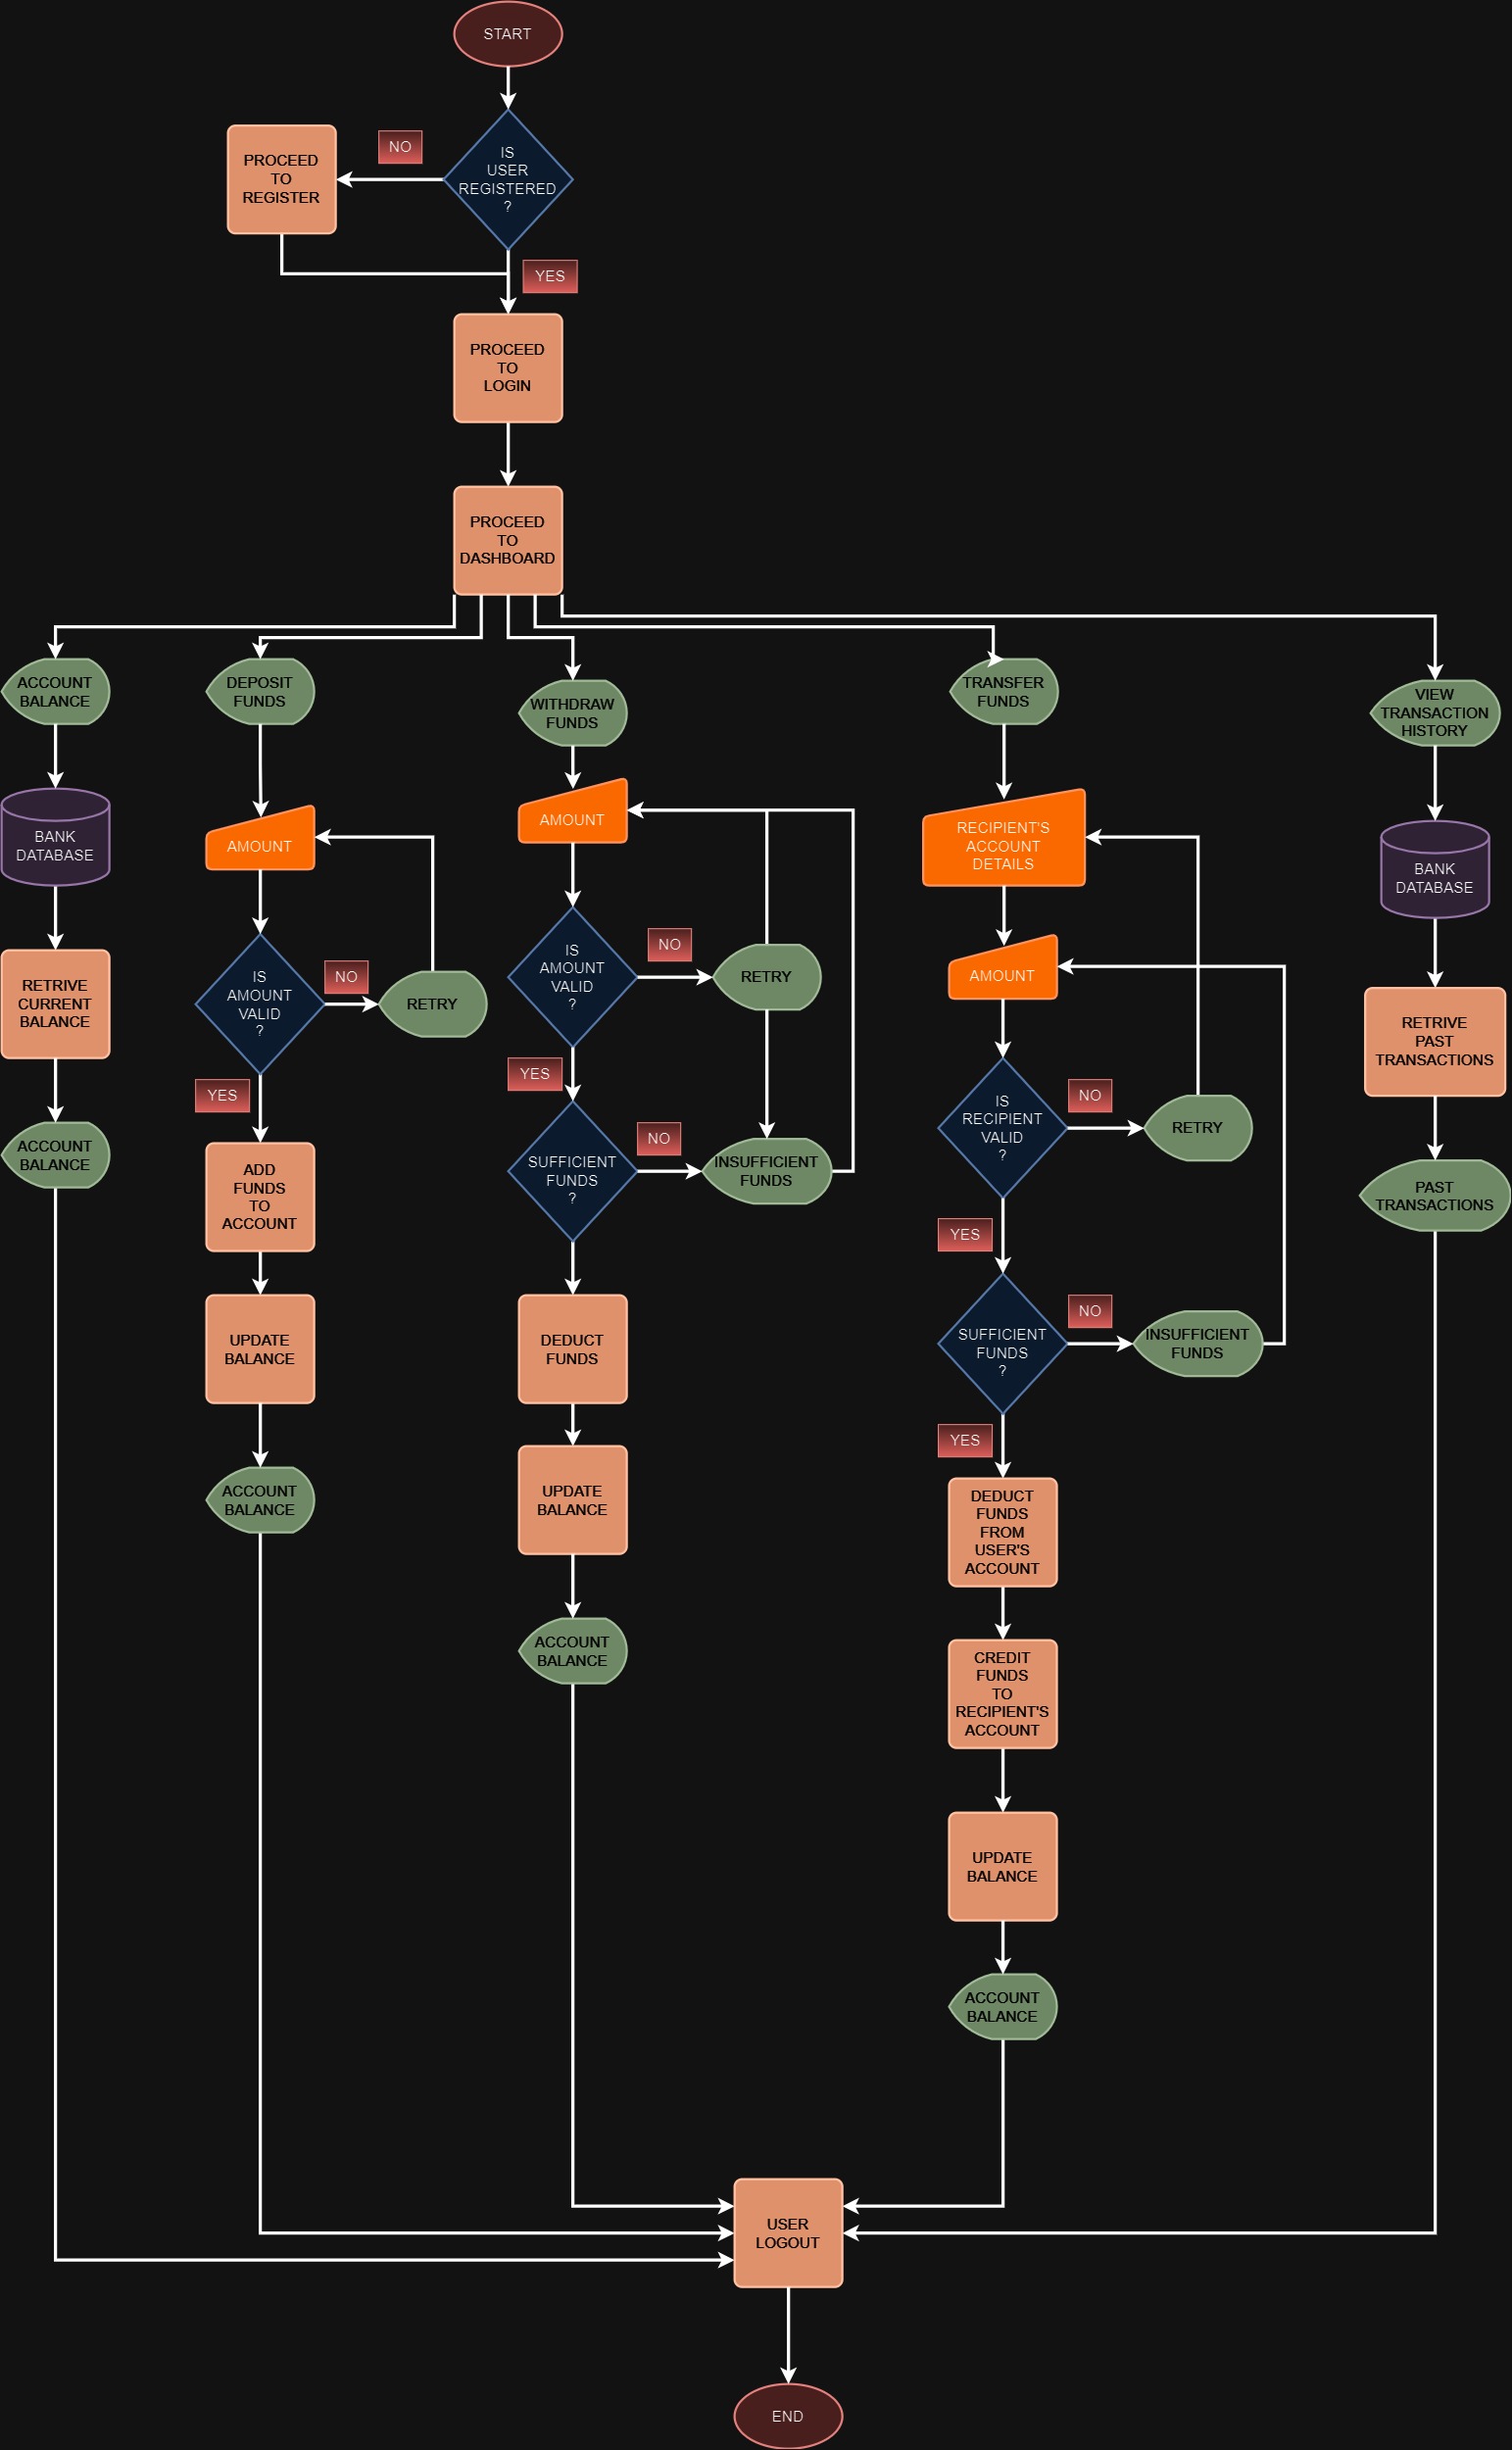 START
IS
USER
REGISTERED
?
NO
PROCEED
TO
REGISTER
YES
PROCEED
TO
LOGIN
PROCEED
TO
DASHBOARD
ACCOUNT
BALANCE
BANK
DATABASE
RETRIVE
CURRENT
BALANCE
ACCOUNT
BALANCE
DEPOSIT
FUNDS
AMOUNT
IS
AMOUNT
VALID
?
NO
RETRY
YES
ADD
FUNDS
TO
ACCOUNT
UPDATE
BALANCE
ACCOUNT
BALANCE
WITHDRAW
FUNDS
AMOUNT
IS
AMOUNT
VALID
?
NO
RETRY
YES
SUFFICIENT
FUNDS
?
NO
INSUFFICIENT
FUNDS
DEDUCT
FUNDS
UPDATE
BALANCE
ACCOUNT
BALANCE
TRANSFER
FUNDS
RECIPIENT'S
ACCOUNT
DETAILS
AMOUNT
IS
RECIPIENT
VALID
?
NO
RETRY
YES
SUFFICIENT
FUNDS
?
NO
INSUFFICIENT
FUNDS
YES
DEDUCT
FUNDS
FROM
USER'S
ACCOUNT
CREDIT
FUNDS
TO
RECIPIENT'S
ACCOUNT
UPDATE
BALANCE
ACCOUNT
BALANCE
VIEW
TRANSACTION
HISTORY
BANK
DATABASE
RETRIVE
PAST
TRANSACTIONS
PAST
TRANSACTIONS
USER
LOGOUT
END